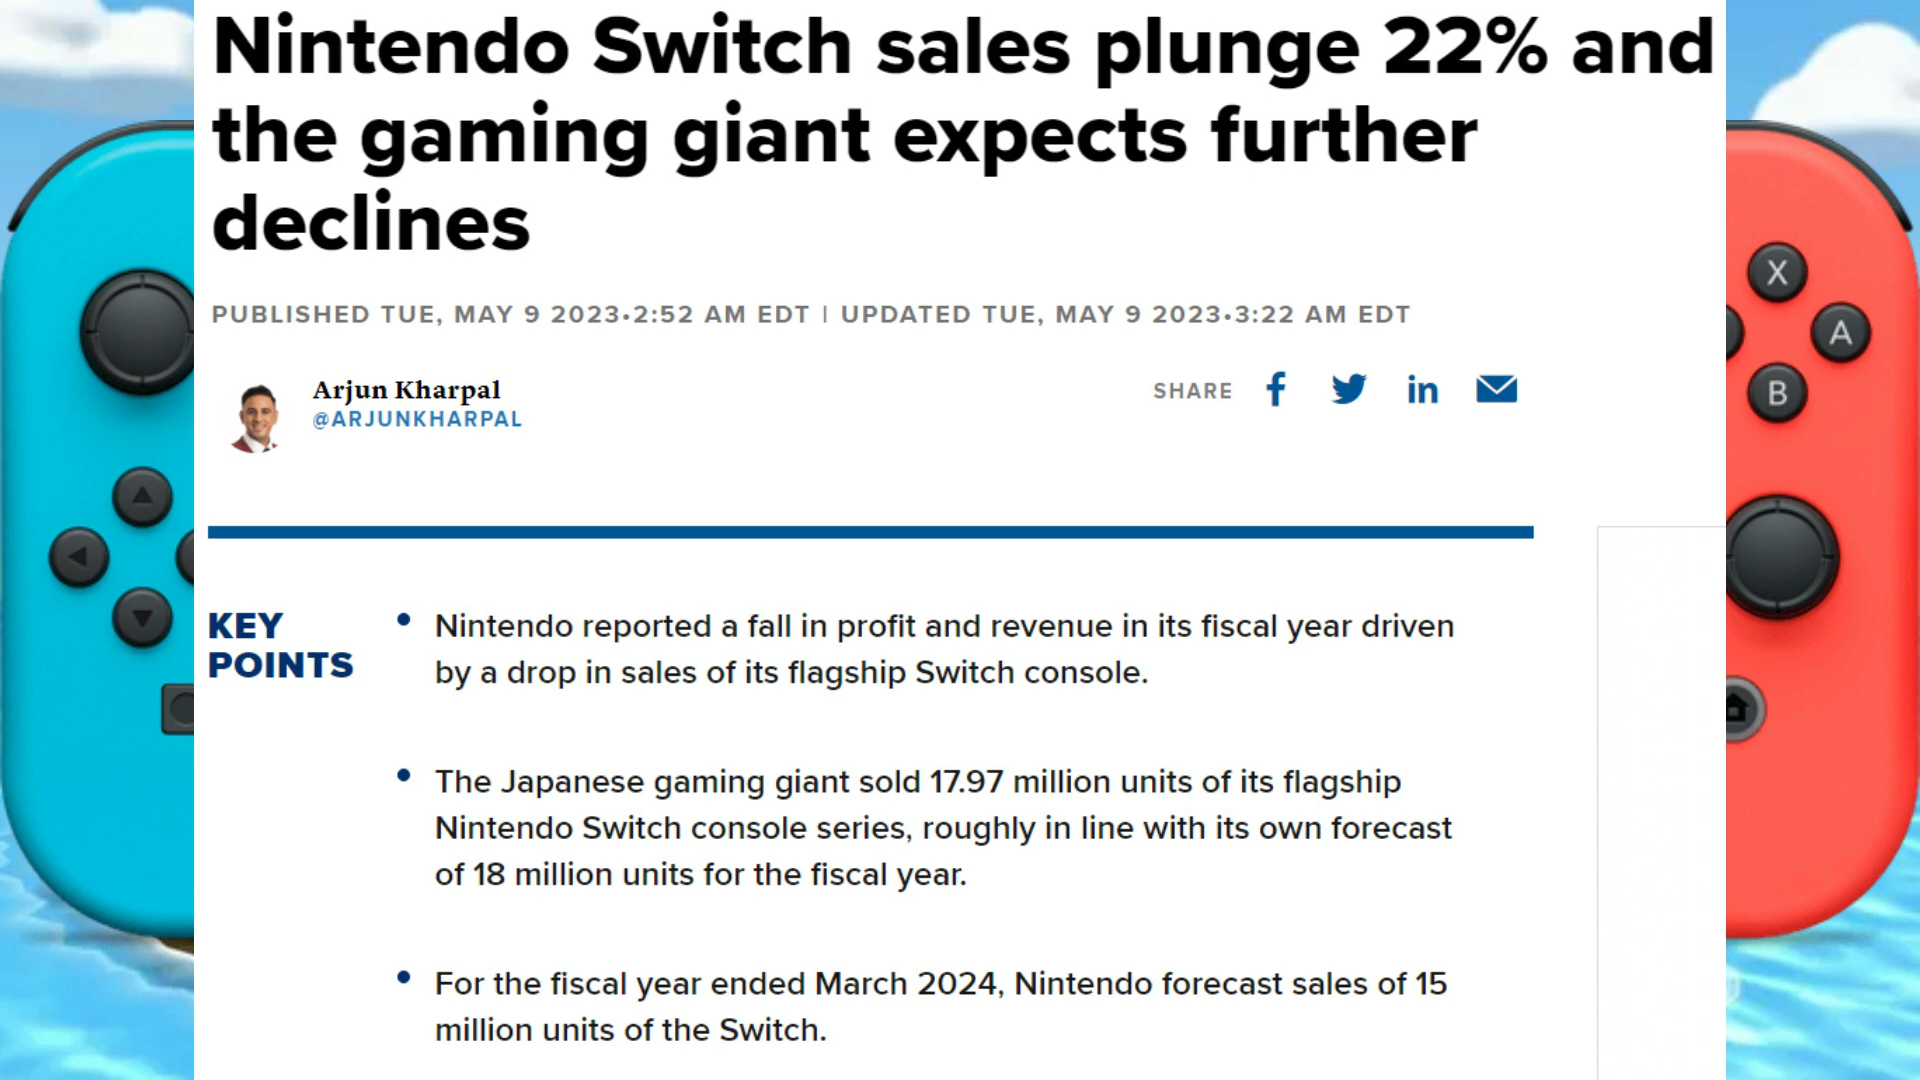 Nintendo Switch sales plunge 22% and
the gaming giant expects further
declines
PUBLISHED TUE, MAY 9 2023•2:52 AM EDT | UPDATED TUE, MAY 9 2023•3:22 AM EDT
Arjun Kharpal
@ARJUNKHARPAL
SHARE
X
A
B
KEY
POINTS
• Nintendo reported a fall in profit and revenue in its fiscal year driven
by a drop in sales of its flagship Switch console.
• The Japanese gaming giant sold 17.97 million units of its flagship
Nintendo Switch console series, roughly in line with its own forecast
of 18 million units for the fiscal year.
• For the fiscal year ended March 2024, Nintendo forecast sales of 15
million units of the Switch.